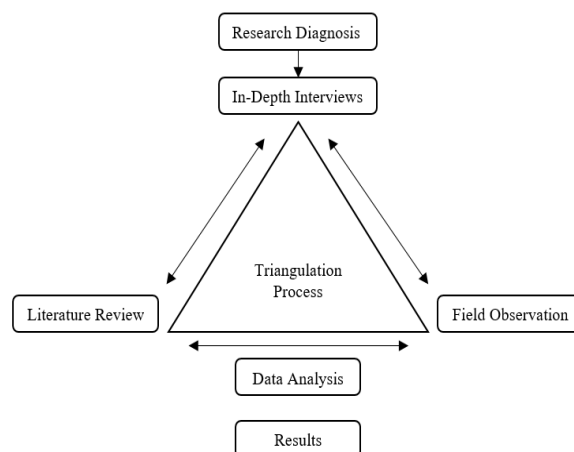 Research Diagnosis
In-Depth Interviews
Triangulation
Process
Literature Review
Field Observation
Data Analysis
Results